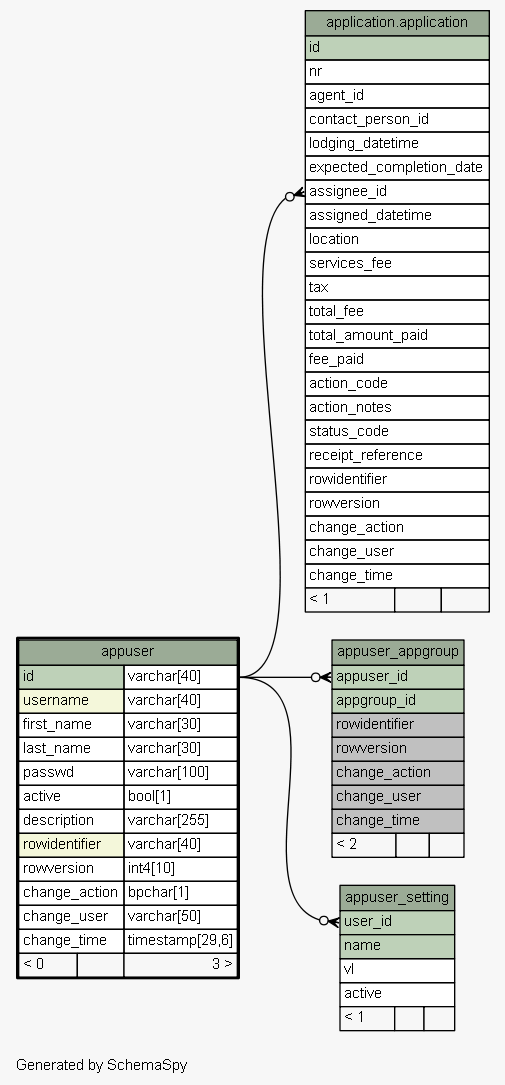 application.application
id
nr
agent_id
contact_person_id
lodging_datetime
expected_completion_date
assignee_id
assigned_datetime
location
services_fee
tax
total_fee
total_amount_paid
fee_paid
action_code
action_notes
status_code
receipt_reference
rowidentifier
rowversion
change_action
change_user
change_time
< 1
appuser
id varchar[40]
username varchar[40]
first_name varchar[30]
last_name varchar[30]
passwd varchar[100]
active bool[1]
description varchar[255]
rowidentifier varchar[40]
rowversion int4[10]
change_action bpchar[1]
change_user varchar[50]
change_time timestamp[29,6]
< 0 3 >
appuser_appgroup
appuser_id
appgroup_id
rowidentifier
rowversion
change_action
change_user
change_time
< 2
appuser_setting
user_id
name
vl
active
< 1
Generated by SchemaSpy